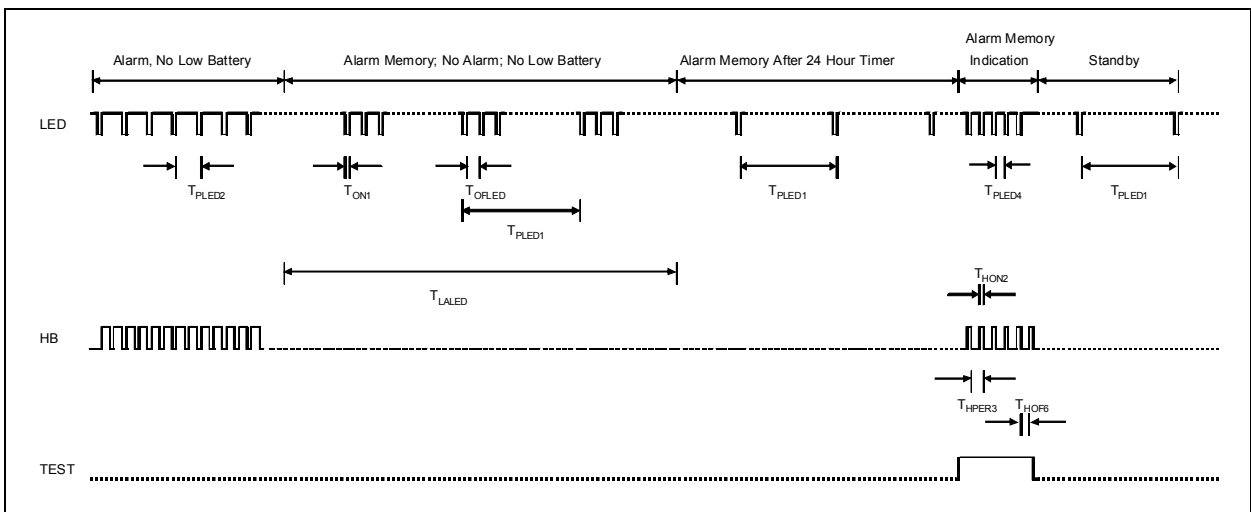 Alarm, No Low Battery
Alarm Memory; No Alarm; No Low Battery
Alarm Memory After 24 Hour Timer
Alarm Memory
Indication
Standby
LED
TPLED2
TON1
TOFLED
TPLED1
TPLED4
TPLED1
TPLED1
TLALED
THON2
HB
THPER3
THOF6
TEST